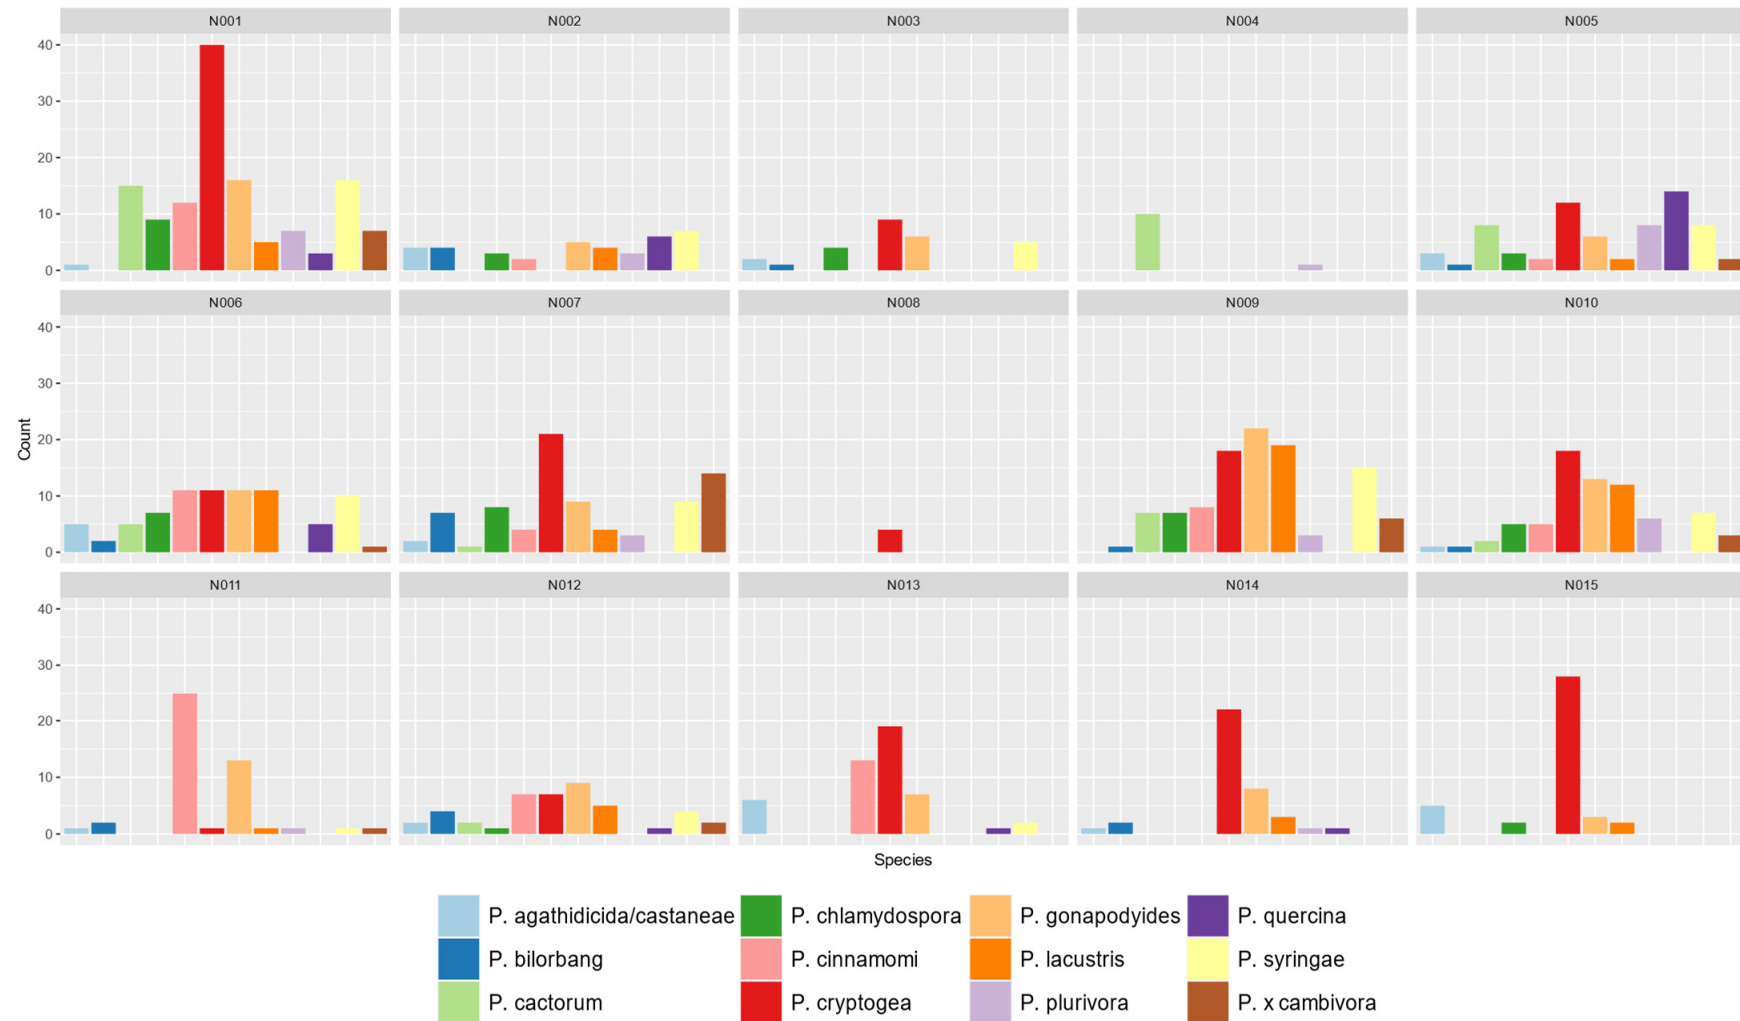 N001 N002 N003 N004 N005
40
30
20
10
0
N006 N007 N008 N009 N010
40
30
20
10
0
Count
N011 N012 N013 N014 N015
40
30
20
10
0
Species
P. agathidicida/castaneae P. chlamydospora P. gonapodyides P. quercina
P. bilorbang P. cinnamomi P. lacustris P. syringae
P. cactorum P. cryptogea P. plurivora P. x cambivora